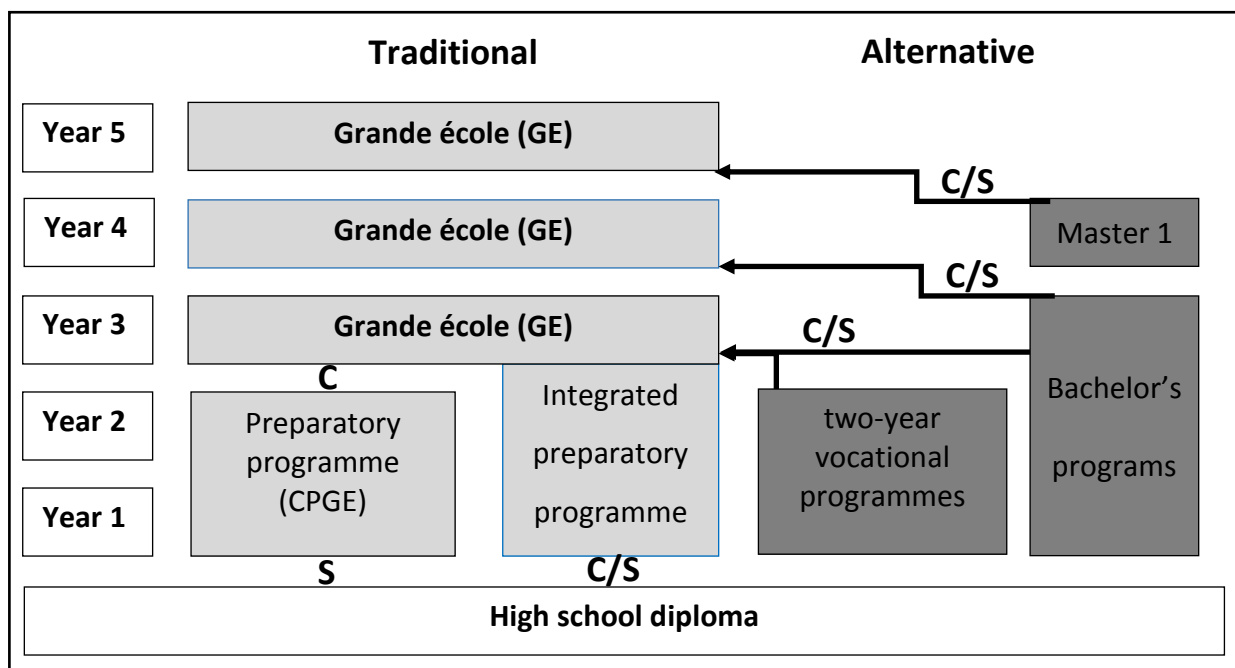 Traditional
Alternative
Year 5
Grande école (GE)
C/S
Year 4
Grande école (GE)
Master 1
C/S
Year 3
Grande école (GE)
C/S
C
Year 2
Preparatory
programme
(CPGE)
Integrated
preparatory
programme
two-year
vocational
programmes
Bachelor’s
programs
Year 1
S
C/S
High school diploma